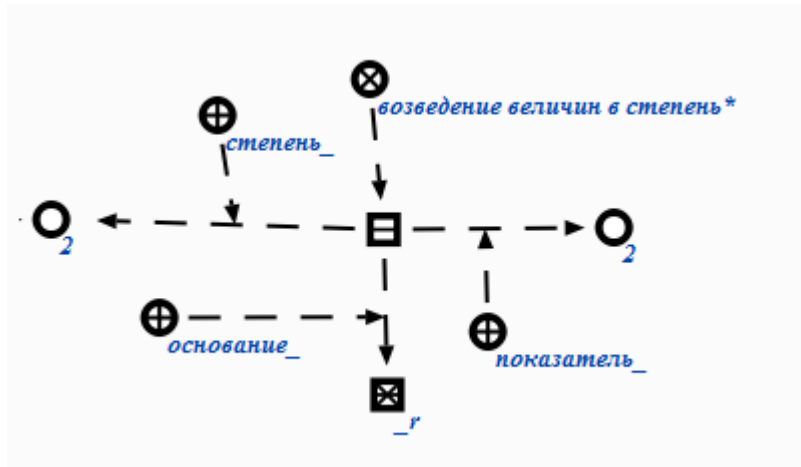 возведение величин в степень*
степень_
2
2
основание_
показатель_
_r